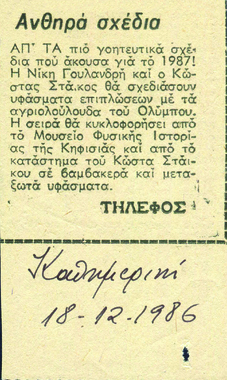 Ανθηρά σχέδια
ΑΠ' ΤΑ πιό γοητευτικά σχέ-
δια πού άκουσα γιά τό 1987!
Η Νίκη Γουλανδρή καί ο Κώ-
στας Στά.κος θά σχεδιάσουν
υφάσματα επιπλώσεων μέ τά
αγριολούλουδα τού Ολύμπου.
Η σειρά θά κυκλοφορήσει από
τό Μουσείο Φυσικής Ιστορί-
ας τής Κηφισιάς καί από τό
κατάστημα τού Κώστα Στά-
ικου σέ βαμβακερά καί μετα-
ξωτά υφάσματα.
ΤΗΛΕΦΟΣ
Καθημερινή
18-12-1986